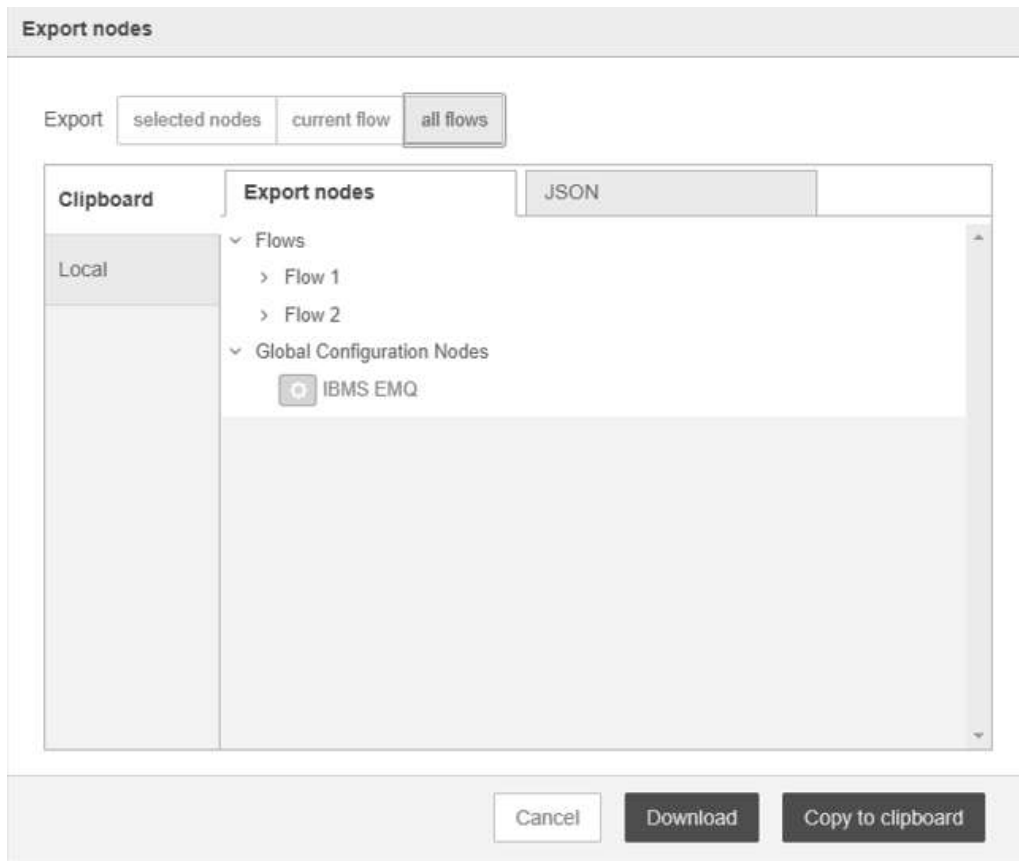 Export nodes
Export selected nodes current flow all flows
Clipboard Export nodes JSON
Local
Flows
Flow 1
Flow 2
Global Configuration Nodes
IBMS EMQ
Cancel Download Copy to clipboard